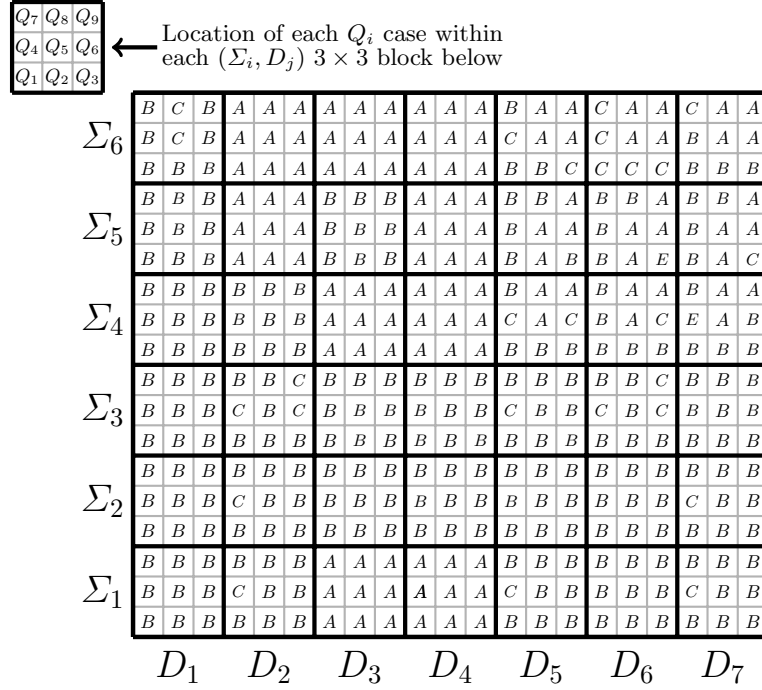 Q7 Q8 Q9
Q4 Q5 Q6
Q1 Q2 Q3
Location of each Qi case within
each (Σi, Dj) 3 × 3 block below
B C B A A A A A A A A A B A A C A A C A A
Σ6 B C B A A A A A A A A A C A A C A A B A A
B B B A A A A A A A A A B B C C C C B B B
B B B A A A B B B A A A B B A B B A B B A
Σ5 B B B A A A B B B A A A B A A B A A B A A
B B B A A A B B B A A A B A B B A E B A C
B B B B B B A A A A A A B A A B A A B A A
Σ4 B B B B B B A A A A A A C A C B A C E A B
B B B B B B A A A A A A B B B B B B B B B
B B B B B C B B B B B B B B B B B C B B B
Σ3 B B B C B C B B B B B B C B B C B C B B B
B B B B B B B B B B B B B B B B B B B B B
B B B B B B B B B B B B B B B B B B B B B
Σ2 B B B C B B B B B B B B B B B B B B C B B
B B B B B B B B B B B B B B B B B B B B B
B B B B B B A A A A A A B B B B B B B B B
Σ1 B B B C B B A A A A A A C B B B B B C B B
B B B B B B A A A A A A B B B B B B B B B
D1 D2 D3 D4 D5 D6 D7